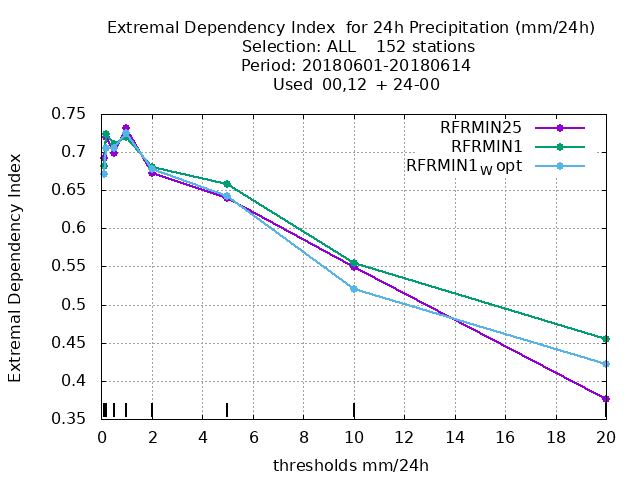 Extremal Dependency Index  for 24h Precipitation (mm/24h)
Selection: ALL    152 stations
Period: 20180601-20180614
Used  00,12  + 24-00
RFRMIN25
RFRMIN1
RFRMIN1_W opt
Extremal Dependency Index
0.75
0.7
0.65
0.6
0.55
0.5
0.45
0.4
0.35
0 2 4 6 8 10 12 14 16 18 20
thresholds mm/24h